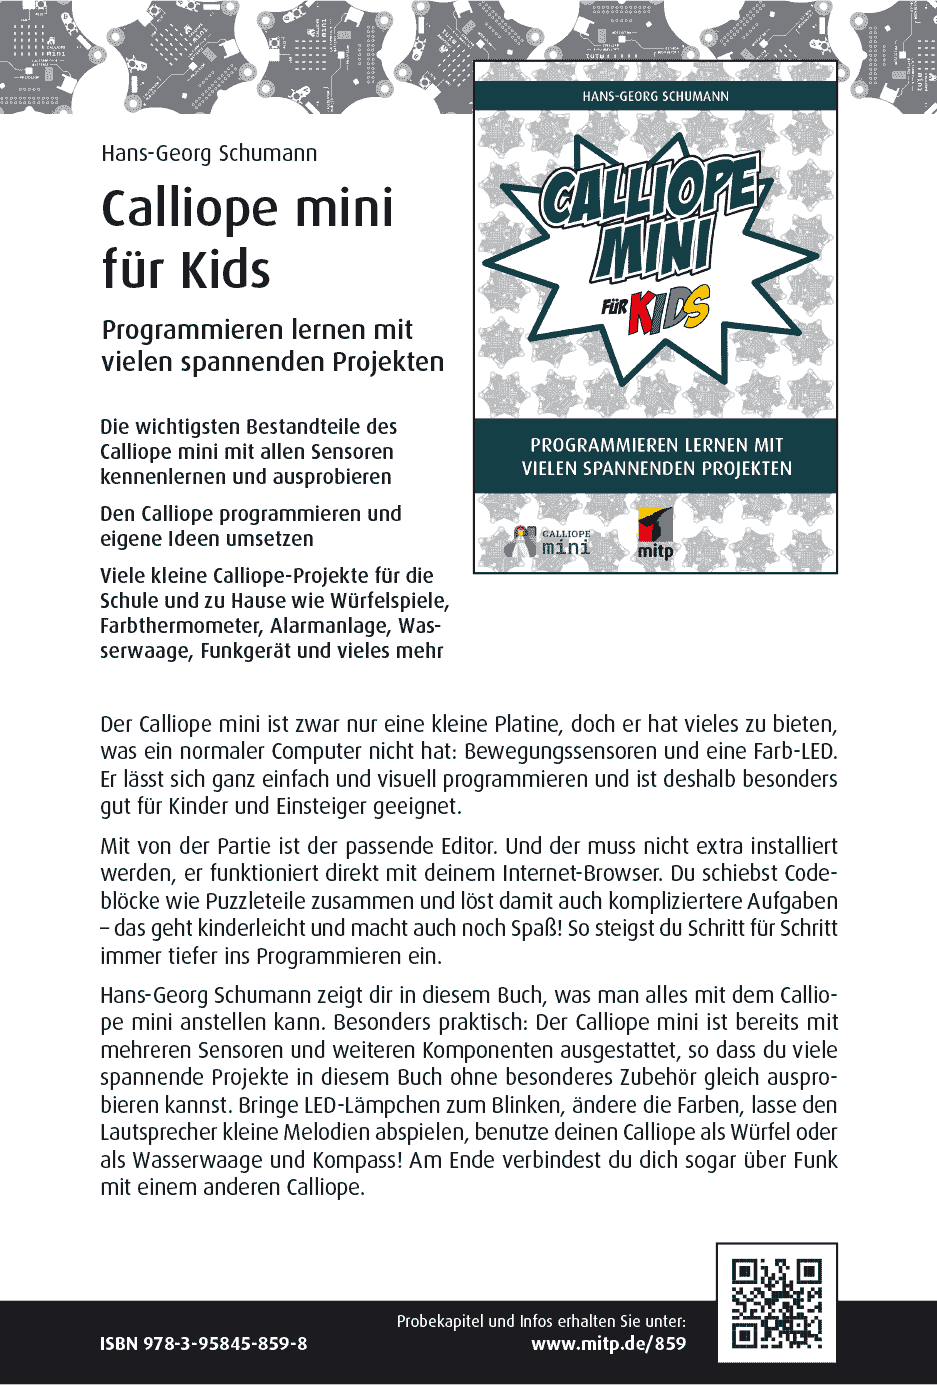 HANS-GEORG SCHUMANN
CALLIOPE
MINI
FÜR KIDS
PROGRAMMIEREN LERNEN MIT
VIELEN SPANNENDEN PROJEKTEN
CALLIOPE
mini
mitp
Hans-Georg Schumann
Calliope mini
für Kids
Programmieren lernen mit
vielen spannenden Projekten
Die wichtigsten Bestandteile des
Calliope mini mit allen Sensoren
kennenlernen und ausprobieren
Den Calliope programmieren und
eigene Ideen umsetzen
Viele kleine Calliope-Projekte für die
Schule und zu Hause wie Würfelspiele,
Farbthermometer, Alarmanlage, Was-
serwaage, Funkgerät und vieles mehr
Der Calliope mini ist zwar nur eine kleine Platine, doch er hat vieles zu bieten,
was ein normaler Computer nicht hat: Bewegungssensoren und eine Farb-LED.
Er lässt sich ganz einfach und visuell programmieren und ist deshalb besonders
gut für Kinder und Einsteiger geeignet.
Mit von der Partie ist der passende Editor. Und der muss nicht extra installiert
werden, er funktioniert direkt mit deinem Internet-Browser. Du schiebst Code-
blöcke wie Puzzleteile zusammen und löst damit auch kompliziertere Aufgaben
– das geht kinderleicht und macht auch noch Spaß! So steigst du Schritt für Schritt
immer tiefer ins Programmieren ein.
Hans-Georg Schumann zeigt dir in diesem Buch, was man alles mit dem Callio-
pe mini anstellen kann. Besonders praktisch: Der Calliope mini ist bereits mit
mehreren Sensoren und weiteren Komponenten ausgestattet, so dass du viele
spannende Projekte in diesem Buch ohne besonderes Zubehör gleich auspro-
bieren kannst. Bringe LED-Lämpchen zum Blinken, ändere die Farben, lasse den
Lautsprecher kleine Melodien abspielen, benutze deinen Calliope als Würfel oder
als Wasserwaage und Kompass! Am Ende verbindest du dich sogar über Funk
mit einem anderen Calliope.
Probekapitel und Infos erhalten Sie unter:
ISBN 978-3-95845-859-8
www.mitp.de/859